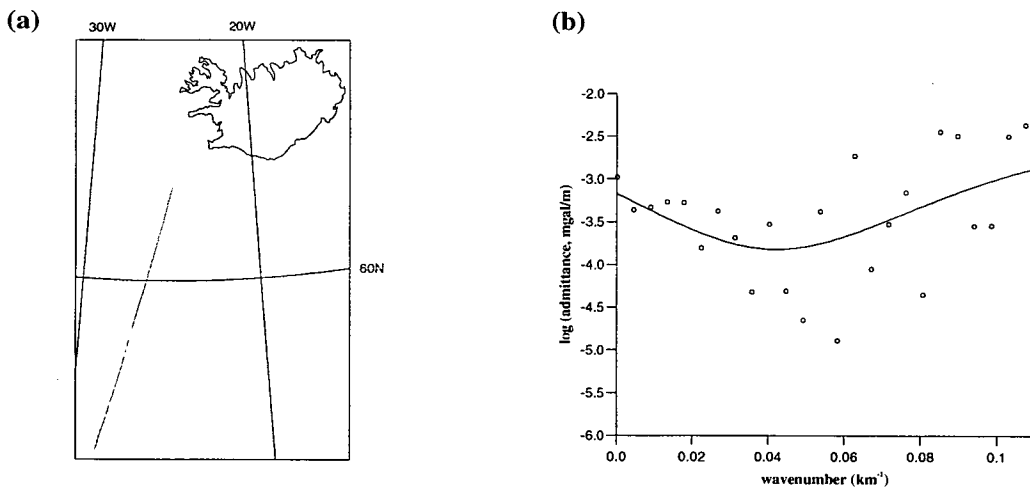 (a)
30W
20W
60N
(b)
log (admittance, mgal/m)
-2.0
-2.5
-3.0
-3.5
-4.0
-4.5
-5.0
-5.5
-6.0
0.0
0.02
0.04
0.06
0.08
0.1
wavenumber (km⁻¹)